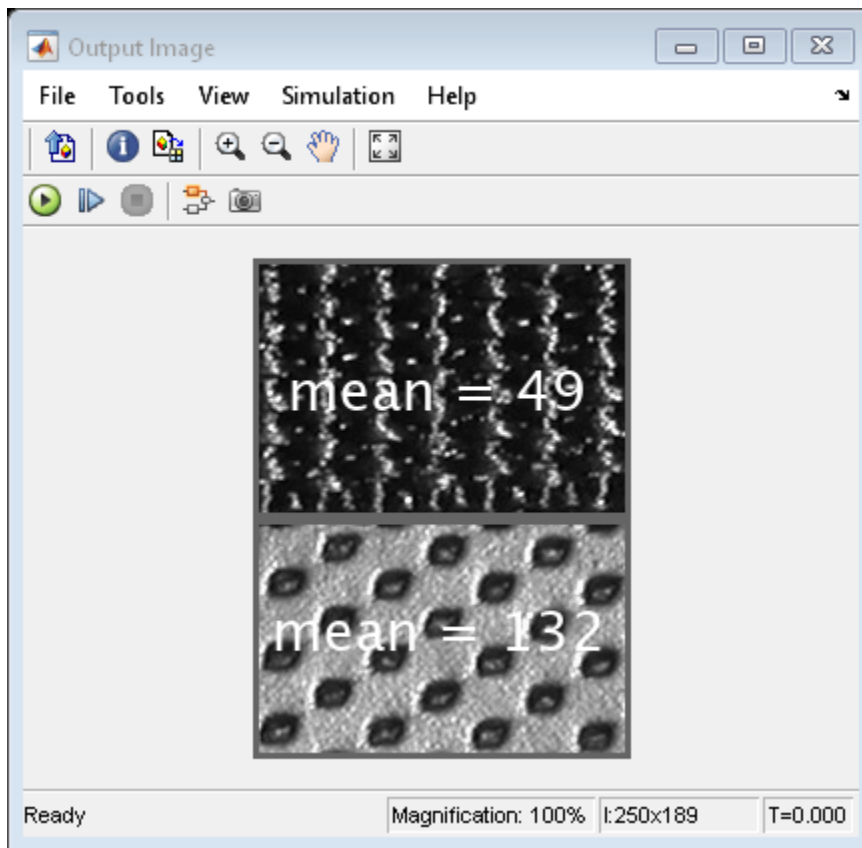 Output Image
File Tools View Simulation Help
mean = 49
mean = 132
Ready Magnification: 100% I:250x189 T=0.000